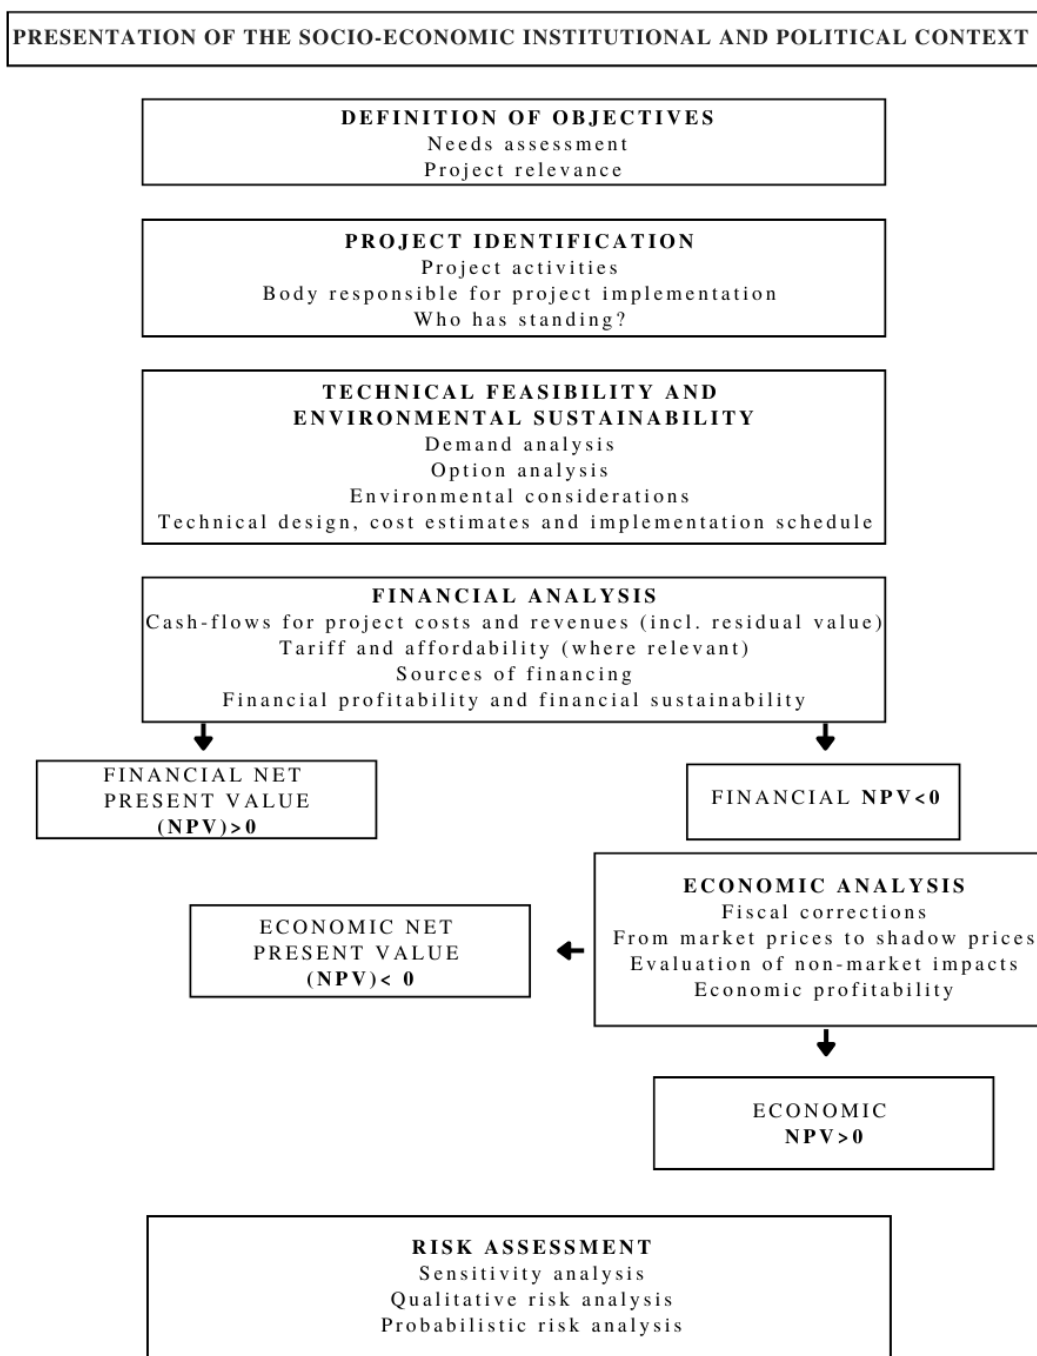 PRESENTATION OF THE SOCIO-ECONOMIC INSTITUTIONAL AND POLITICAL CONTEXT
DEFINITION OF OBJECTIVES
Needs assessment
Project relevance
PROJECT IDENTIFICATION
Project activities
Body responsible for project implementation
Who has standing?
TECHNICAL FEASIBILITY AND
ENVIRONMENTAL SUSTAINABILITY
Demand analysis
Option analysis
Environmental considerations
Technical design, cost estimates and implementation schedule
FINANCIAL ANALYSIS
Cash-flows for project costs and revenues (incl. residual value)
Tariff and affordability (where relevant)
Sources of financing
Financial profitability and financial sustainability
FINANCIAL NET
PRESENT VALUE
(NPV)>0
FINANCIAL NPV<0
ECONOMIC ANALYSIS
Fiscal corrections
From market prices to shadow prices
Evaluation of non-market impacts
Economic profitability
ECONOMIC NET
PRESENT VALUE
(NPV)< 0
ECONOMIC
NPV>0
RISK ASSESSMENT
Sensitivity analysis
Qualitative risk analysis
Probabilistic risk analysis